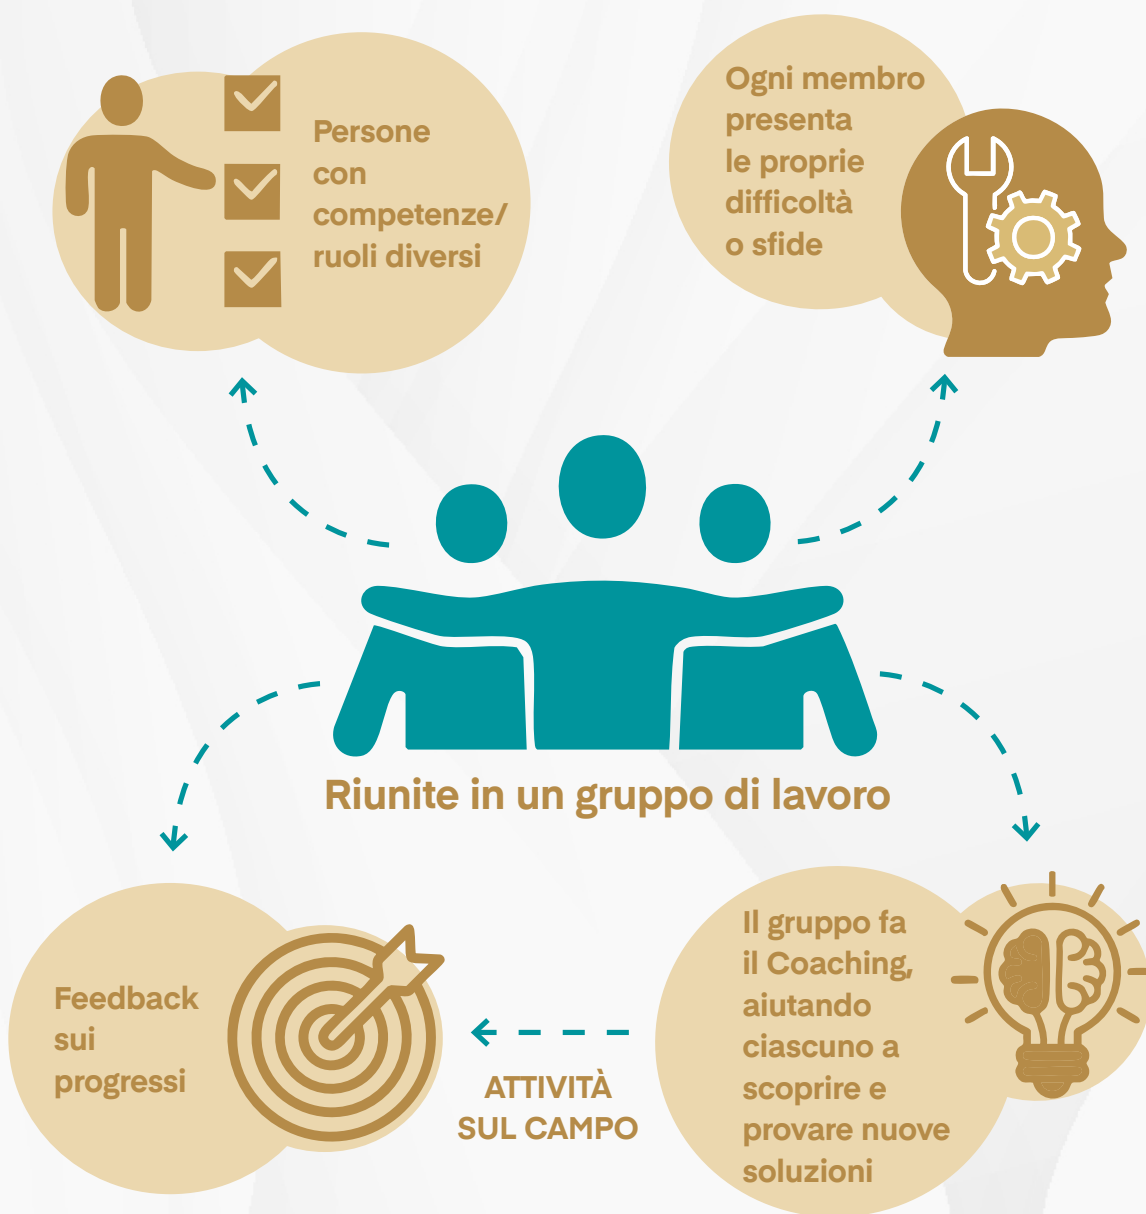 Persone
con
competenze/
ruoli diversi
Ogni membro
presenta
le proprie
difficoltà
o sfide
Riunite in un gruppo di lavoro
Il gruppo fa
il Coaching,
aiutando
ciascuno a
scoprire e
provare nuove
soluzioni
ATTIVITÀ
SUL CAMPO
Feedback
sui
progressi